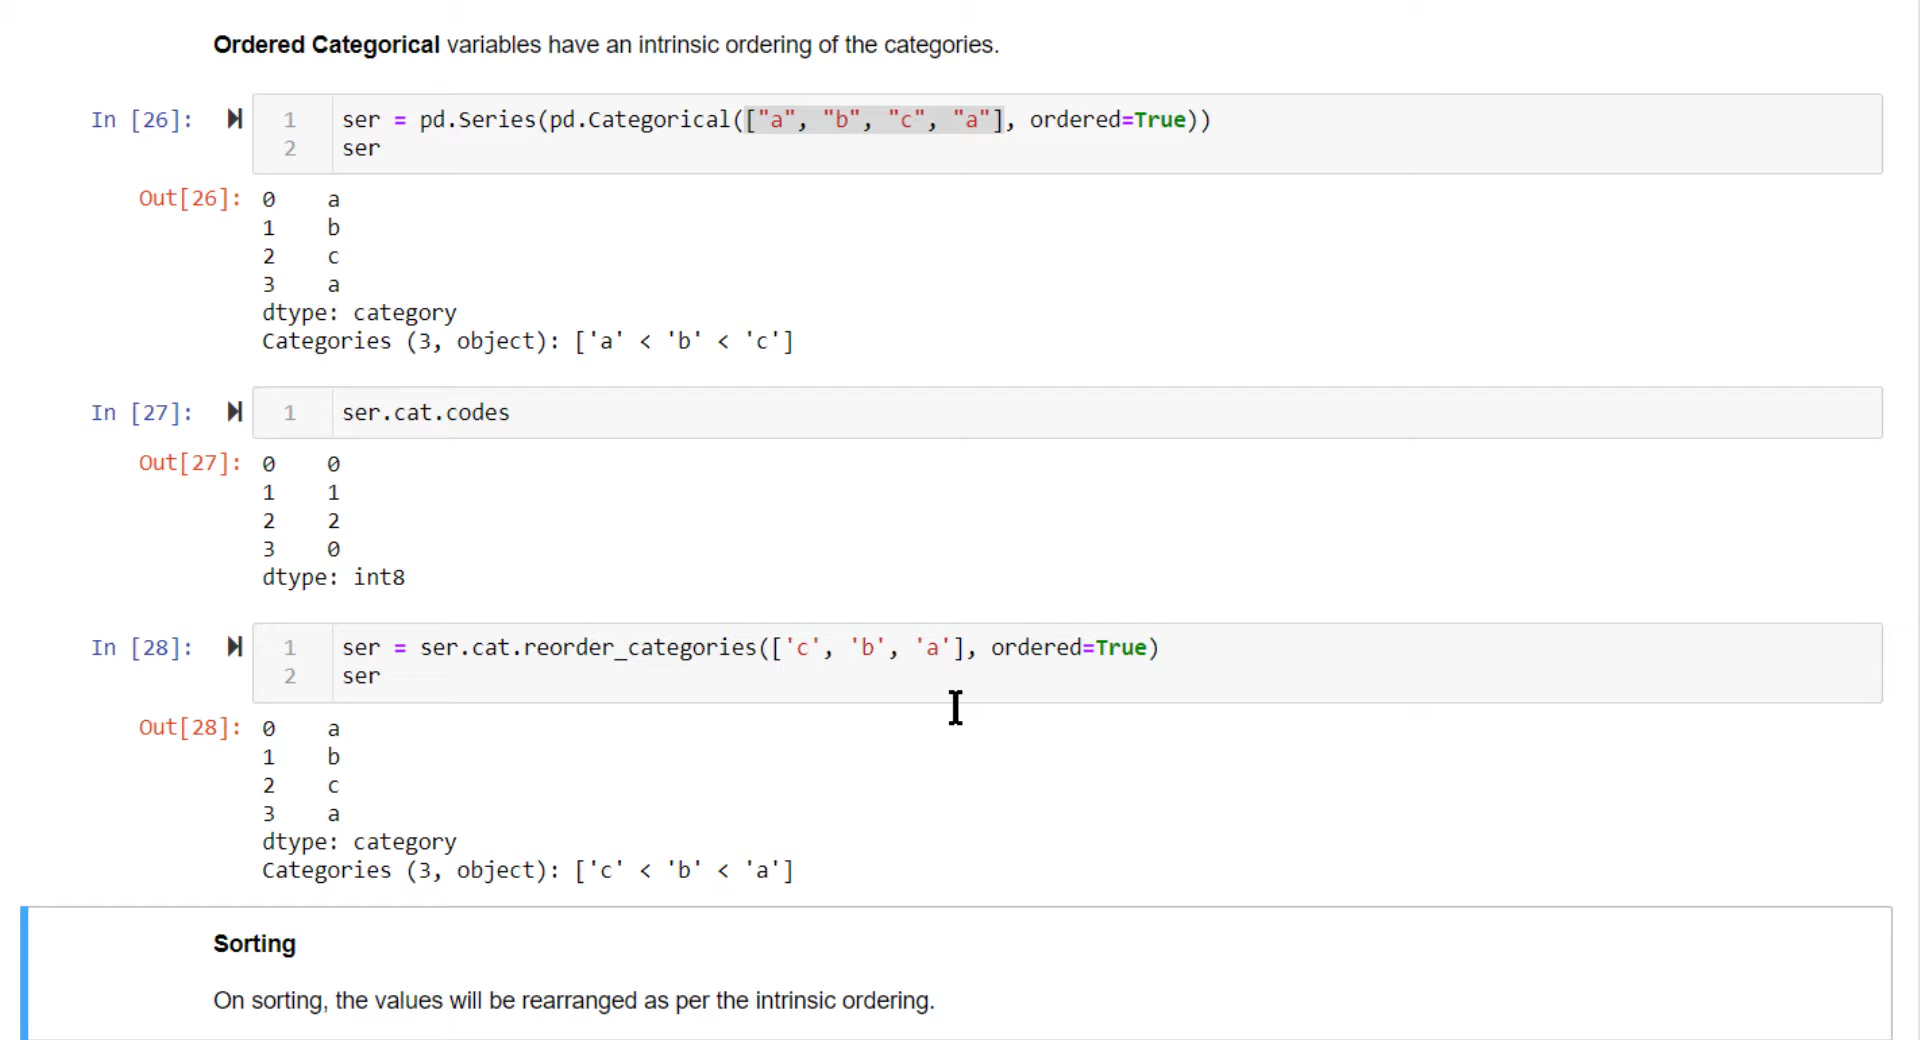 Ordered Categorical variables have an intrinsic ordering of the categories.
In [26]: 1 ser = pd.Series(pd.Categorical(["a", "b", "c", "a"], ordered=True))
2 ser
Out[26]: 0 a
1 b
2 c
3 a
dtype: category
Categories (3, object): ['a' < 'b' < 'c']
In [27]: 1 ser.cat.codes
Out[27]: 0 0
1 1
2 2
3 0
dtype: int8
In [28]: 1 ser = ser.cat.reorder_categories(['c', 'b', 'a'], ordered=True)
2 ser
Out[28]: 0 a
1 b
2 c
3 a
dtype: category
Categories (3, object): ['c' < 'b' < 'a']
Sorting
On sorting, the values will be rearranged as per the intrinsic ordering.